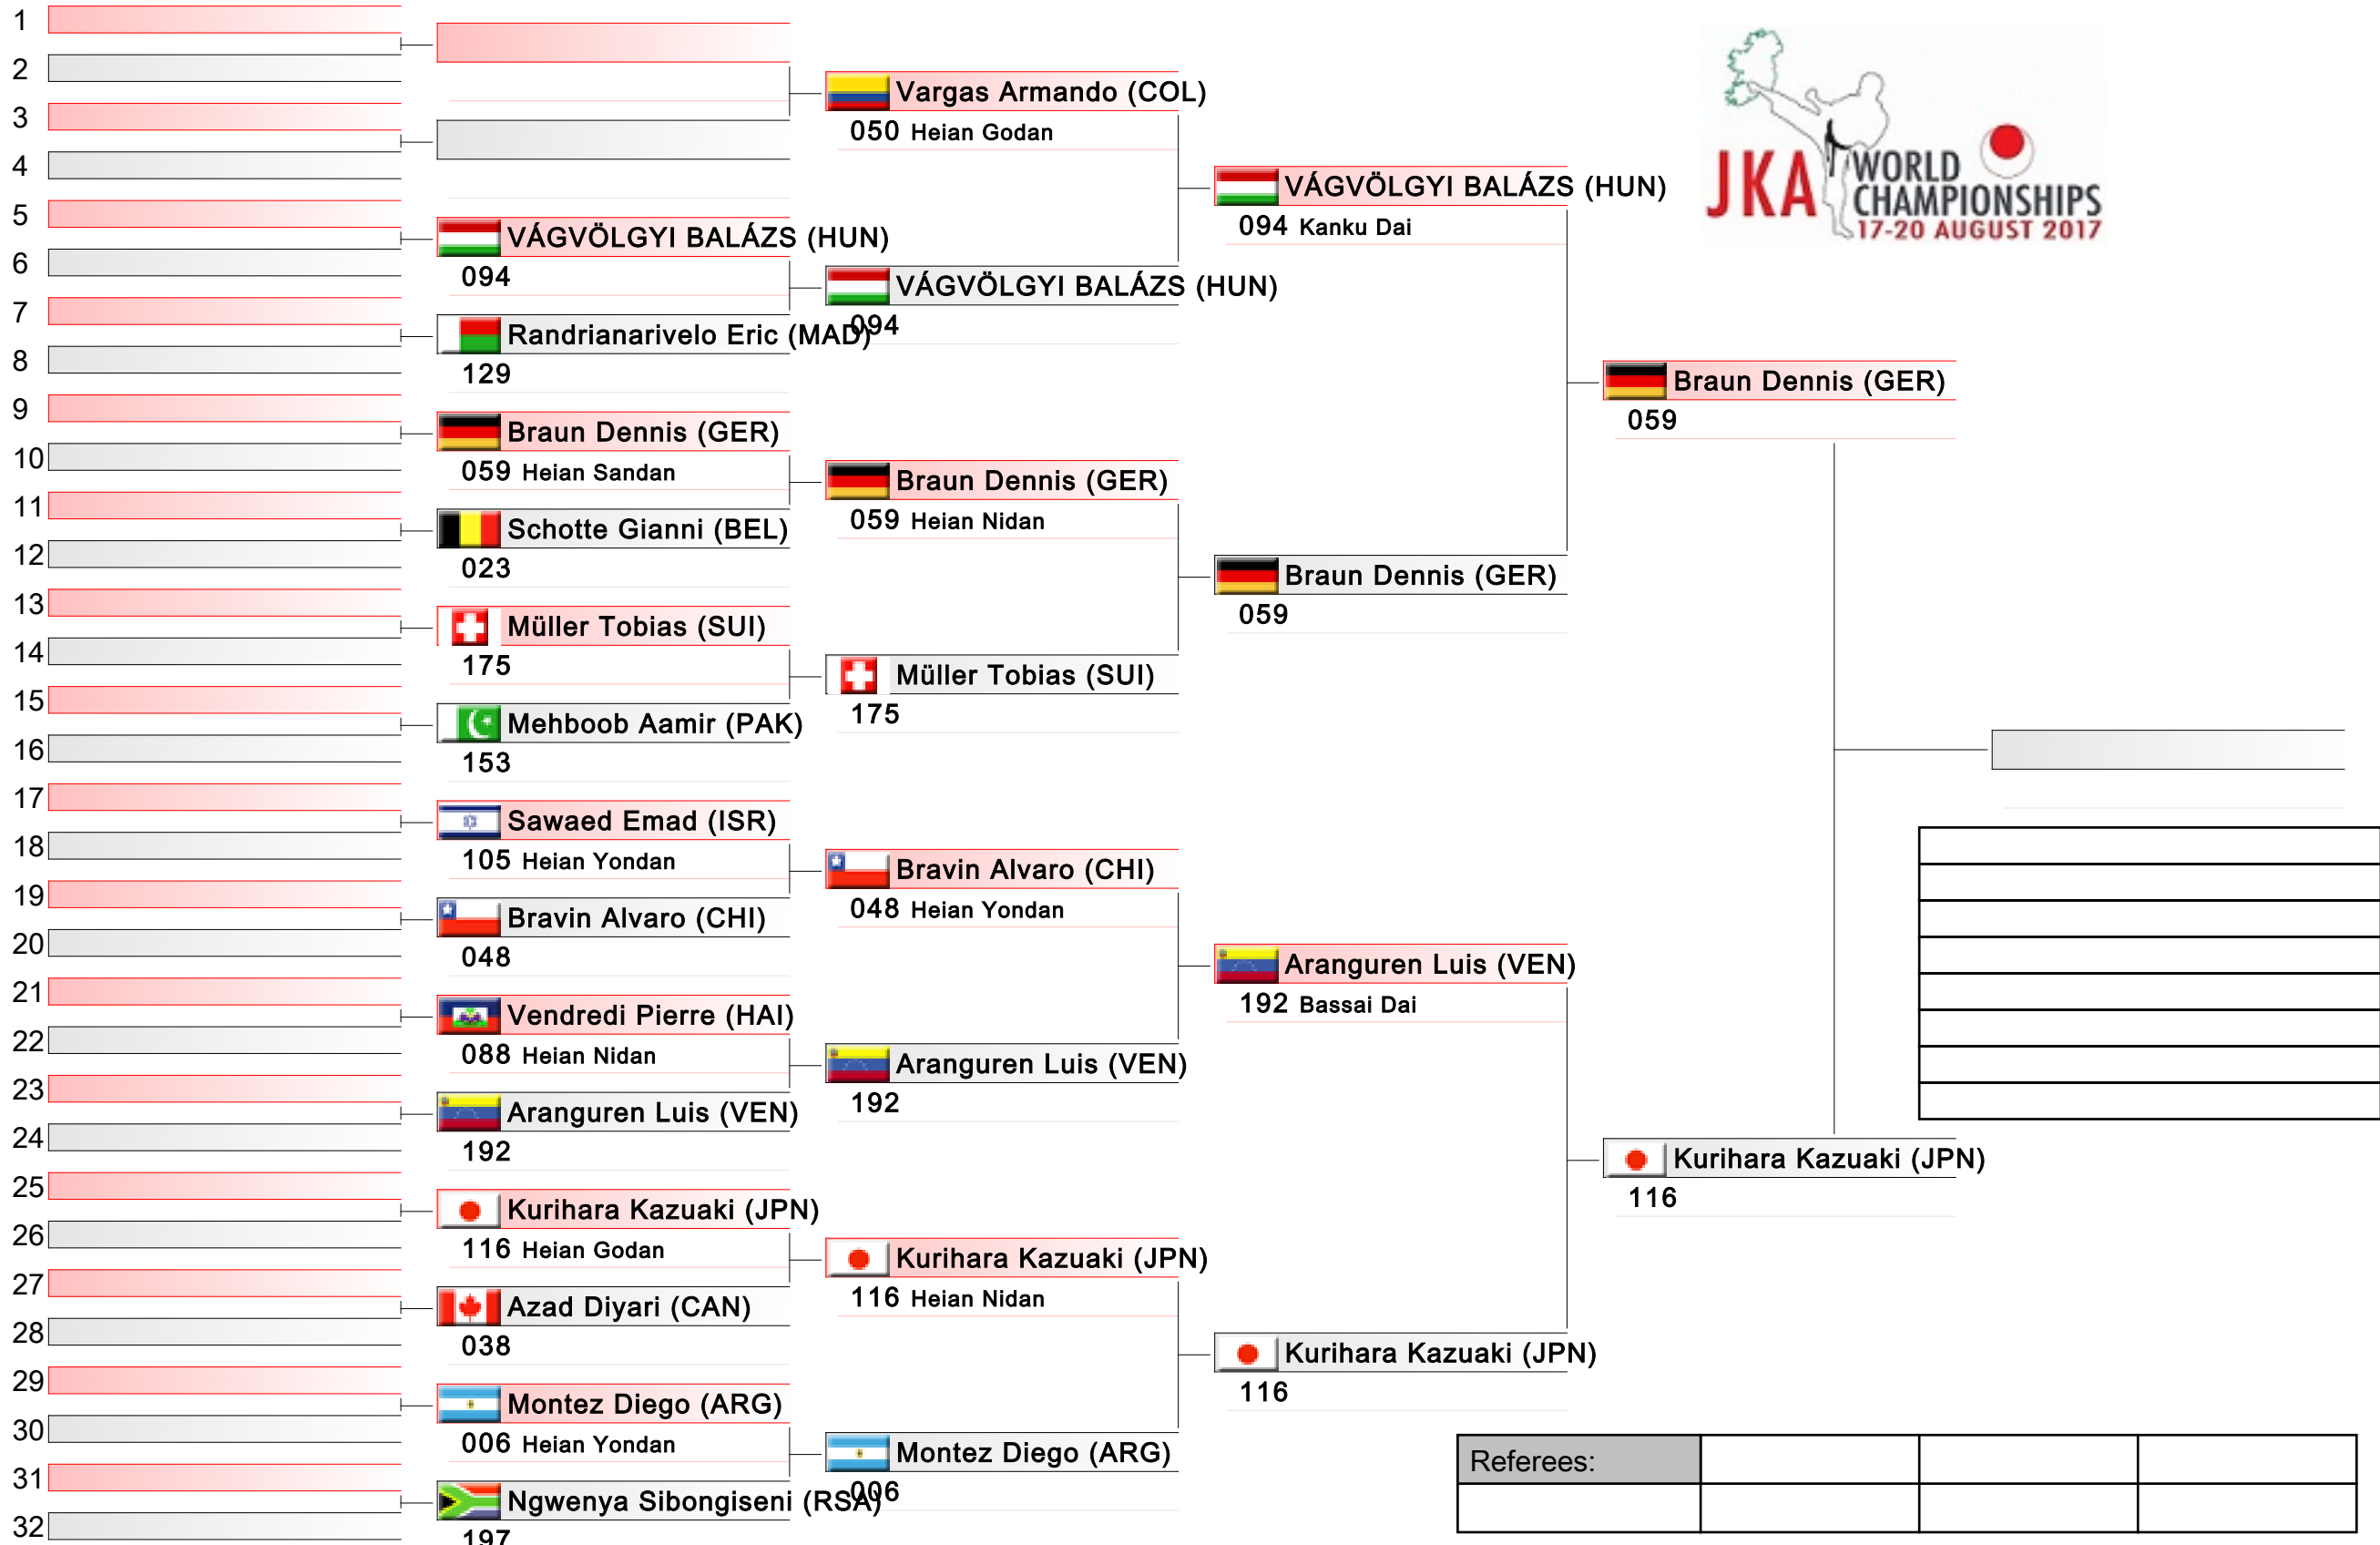 1
2
3
4
5
6
7
8
9
10
11
12
13
14
15
16
17
18
19
20
21
22
23
24
25
26
27
28
29
30
31
32
VÁGVÖLGYI BALÁZS (HUN)
094
Randrianarivelo Eric (MAD)
129
Braun Dennis (GER)
059 Heian Sandan
Schotte Gianni (BEL)
023
Müller Tobias (SUI)
175
Mehboob Aamir (PAK)
153
Sawaed Emad (ISR)
105 Heian Yondan
Bravin Alvaro (CHI)
048
Vendredi Pierre (HAI)
088 Heian Nidan
Aranguren Luis (VEN)
192
Kurihara Kazuaki (JPN)
116 Heian Godan
Azad Diyari (CAN)
038
Montez Diego (ARG)
006 Heian Yondan
Ngwenya Sibongiseni (RSA)
197
Vargas Armando (COL)
050 Heian Godan
VÁGVÖLGYI BALÁZS (HUN)
094
Braun Dennis (GER)
059 Heian Nidan
Müller Tobias (SUI)
175
Bravin Alvaro (CHI)
048 Heian Yondan
Aranguren Luis (VEN)
192
Kurihara Kazuaki (JPN)
116 Heian Nidan
Montez Diego (ARG)
006
VÁGVÖLGYI BALÁZS (HUN)
094 Kanku Dai
Braun Dennis (GER)
059
Aranguren Luis (VEN)
192 Bassai Dai
Kurihara Kazuaki (JPN)
116
Braun Dennis (GER)
059
Kurihara Kazuaki (JPN)
116
JKA WORLD
CHAMPIONSHIPS
17-20 AUGUST 2017
Referees: